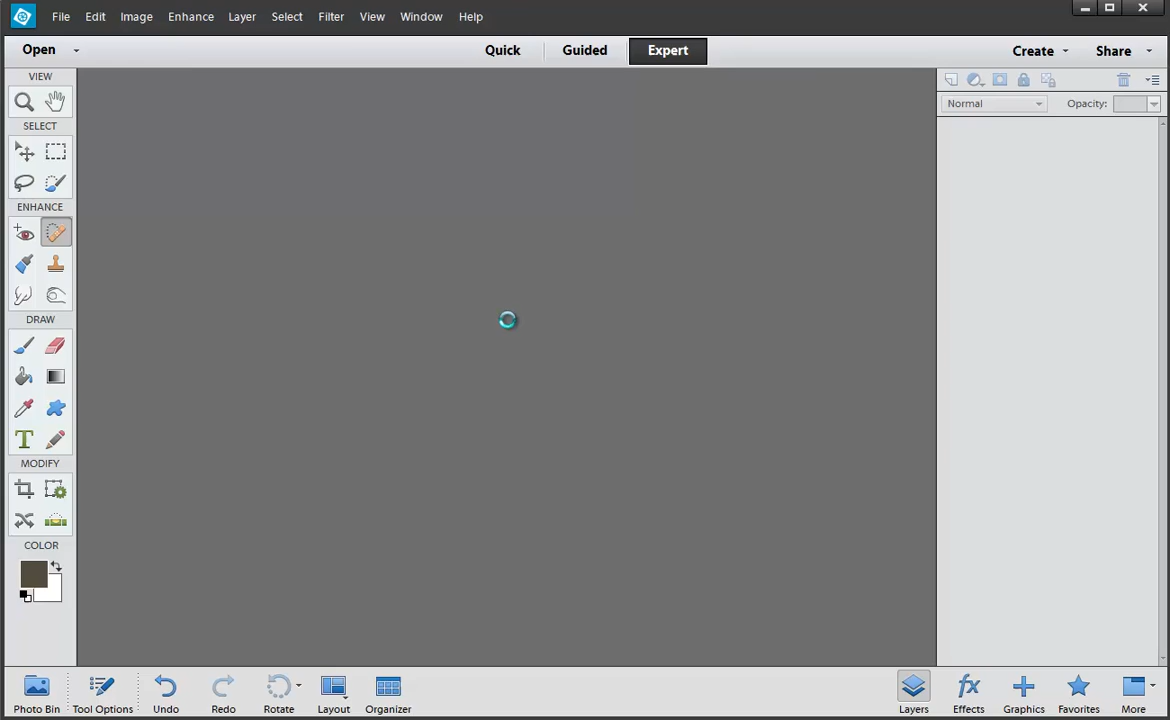 File Edit Image Enhance Layer Select Filter View Window Help
Open Quick Guided Expert Create Share
VIEW
Normal Opacity:
SELECT
ENHANCE
DRAW
T
MODIFY
COLOR
Photo Bin Tool Options Undo Redo Rotate Layout Organizer Layers fx Effects Graphics Favorites More